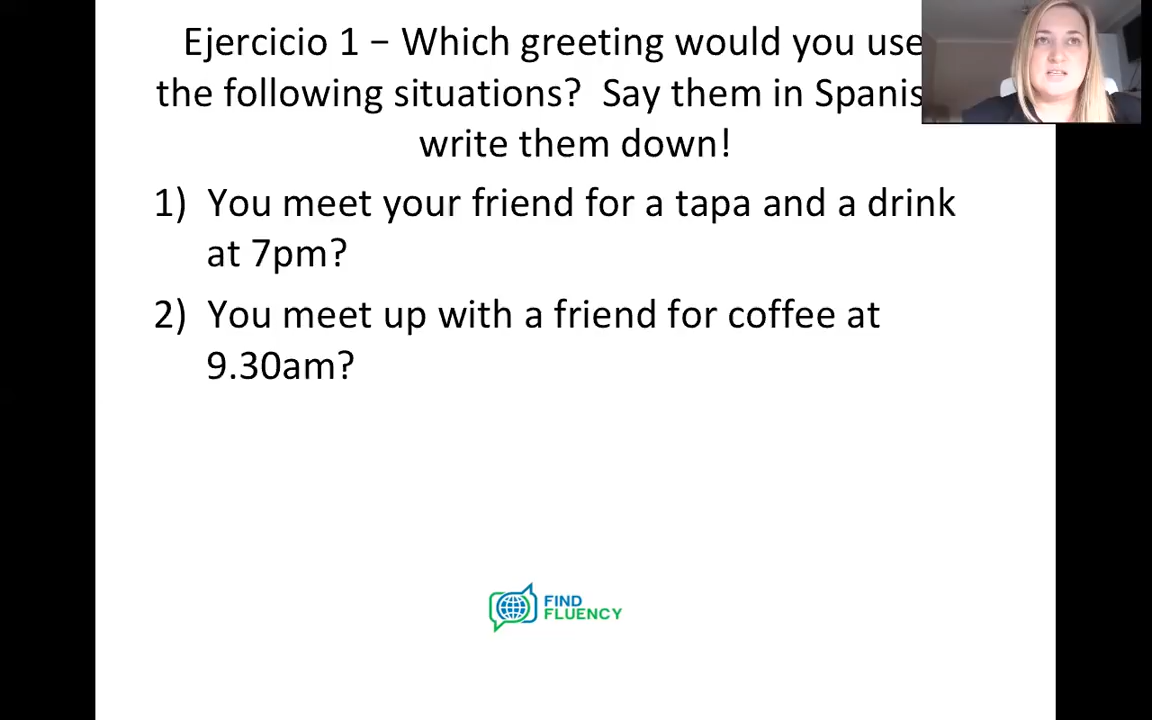 Ejercicio 1 – Which greeting would you use
the following situations? Say them in
write them down!
1) You meet your friend for a tapa and a drink
at 7pm?
2) You meet up with a friend for coffee at
9.30am?
FIND
FLUENCY